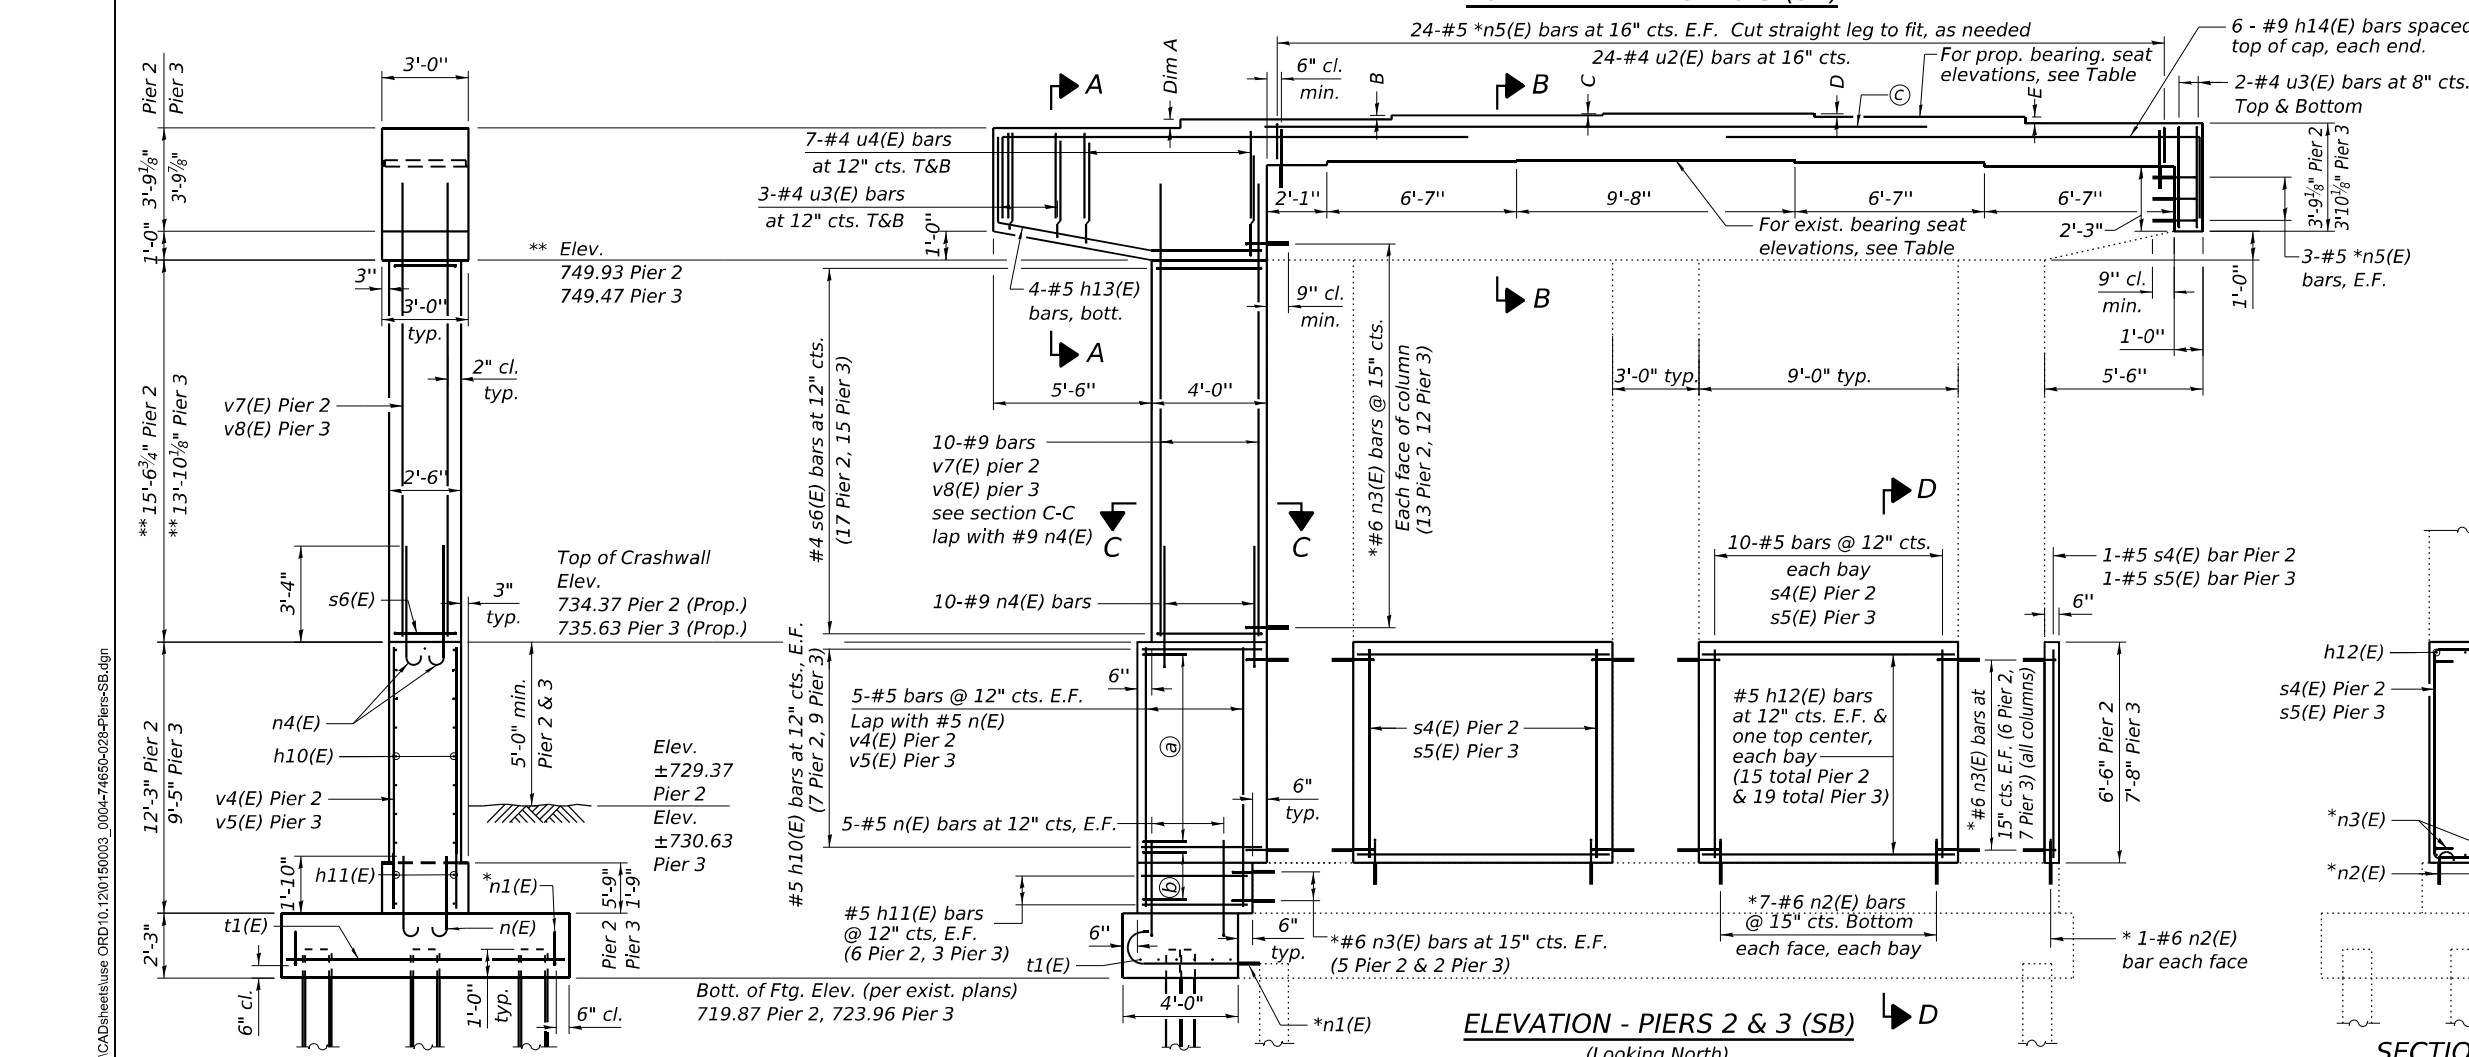 24-#5 *n5(E) bars at 16" cts. E.F.  Cut straight leg to fit, as needed
24-#4 u2(E) bars at 16" cts.
6 - #9 h14(E) bars spaced
top of cap, each end.
For prop. bearing. seat
elevations, see Table
2-#4 u3(E) bars at 8" cts.
Top & Bottom
Pier 2
Pier 3
3'-0"
Dim A
A
6" cl.
min.
B
B
C
D
E
©
7-#4 u4(E) bars
at 12" cts. T&B
3-#4 u3(E) bars
at 12" cts. T&B
3'-9⅛"
3'-9⅞"
1'-0"
1'-0"
2'-1"
6'-7"
9'-8"
6'-7"
6'-7"
3'-9⅛" Pier 2
3'10⅛" Pier 3
For exist. bearing seat
elevations, see Table
2'-3"
3-#5 *n5(E)
bars, E.F.
** Elev.
749.93 Pier 2
749.47 Pier 3
3"
3'-0"
typ.
4-#5 h13(E)
bars, bott.
A
9" cl.
min.
B
9" cl.
min.
1'-0"
1'-0"
2" cl.
typ.
5'-6"
4'-0"
3'-0" typ.
9'-0" typ.
5'-6"
v7(E) Pier 2
v8(E) Pier 3
** 15'-6¾" Pier 2
** 13'-10⅛" Pier 3
#4 s6(E) bars at 12" cts.
(17 Pier 2, 15 Pier 3)
10-#9 bars
v7(E) pier 2
v8(E) pier 3
see section C-C
lap with #9 n4(E)
*#6 n3(E) bars @ 15" cts.
Each face of column
(13 Pier 2, 12 Pier 3)
2'-6"
C
C
D
Top of Crashwall
Elev.
734.37 Pier 2 (Prop.)
735.63 Pier 3 (Prop.)
3'-4"
s6(E)
3"
typ.
10-#9 n4(E) bars
10-#5 bars @ 12" cts.
each bay
s4(E) Pier 2
s5(E) Pier 3
1-#5 s4(E) bar Pier 2
1-#5 s5(E) bar Pier 3
6"
n4(E)
h10(E)
v4(E) Pier 2
v5(E) Pier 3
12'-3" Pier 2
9'-5" Pier 3
5'-0" min.
Pier 2 & 3
Elev.
±729.37
Pier 2
Elev.
±730.63
Pier 3
#5 h10(E) bars at 12" cts., E.F.
(7 Pier 2, 9 Pier 3)
6"
5-#5 bars @ 12" cts. E.F.
Lap with #5 n(E)
v4(E) Pier 2
v5(E) Pier 3
ⓐ
5-#5 n(E) bars at 12" cts, E.F.
6"
typ.
s4(E) Pier 2
s5(E) Pier 3
#5 h12(E) bars
at 12" cts. E.F. &
one top center,
each bay
(15 total Pier 2
& 19 total Pier 3)
*#6 n3(E) bars at
15" cts. E.F. (6 Pier 2,
7 Pier 3) (all columns)
6'-6" Pier 2
7'-8" Pier 3
h12(E)
s4(E) Pier 2
s5(E) Pier 3
*n3(E)
*n2(E)
1'-10"
h11(E)
*n1(E)
5'-9"
1'-9"
Pier 2
Pier 3
t1(E)
n(E)
2'-3"
ⓑ
#5 h11(E) bars
@ 12" cts, E.F.
(6 Pier 2, 3 Pier 3)
6"
t1(E)
6"
typ.
*#6 n3(E) bars at 15" cts. E.F.
(5 Pier 2 & 2 Pier 3)
*7-#6 n2(E) bars
@ 15" cts. Bottom
each face, each bay
* 1-#6 n2(E)
bar each face
6" cl.
1'-0"
typ.
6" cl.
Bott. of Ftg. Elev. (per exist. plans)
719.87 Pier 2, 723.96 Pier 3
4'-0"
*n1(E)
ELEVATION - PIERS 2 & 3 (SB)
D
(Looking North)
\CADsheets\use ORD10.12\0150003_0004-74650-028-Piers-SB.dgn